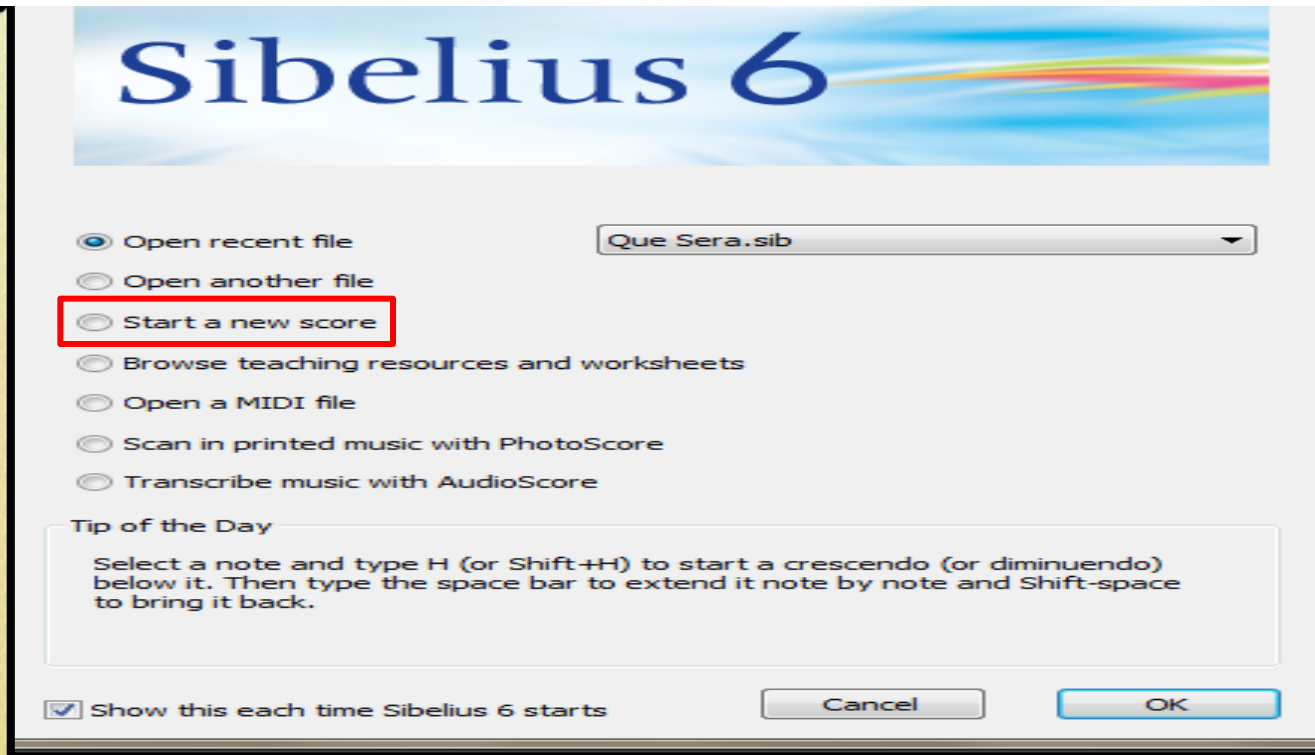 Sibelius 6
Open recent file Que Sera.sib
Open another file
Start a new score
Browse teaching resources and worksheets
Open a MIDI file
Scan in printed music with PhotoScore
Transcribe music with AudioScore
Tip of the Day
Select a note and type H (or Shift+H) to start a crescendo (or diminuendo)
below it. Then type the space bar to extend it note by note and Shift-space
to bring it back.
Show this each time Sibelius 6 starts Cancel OK